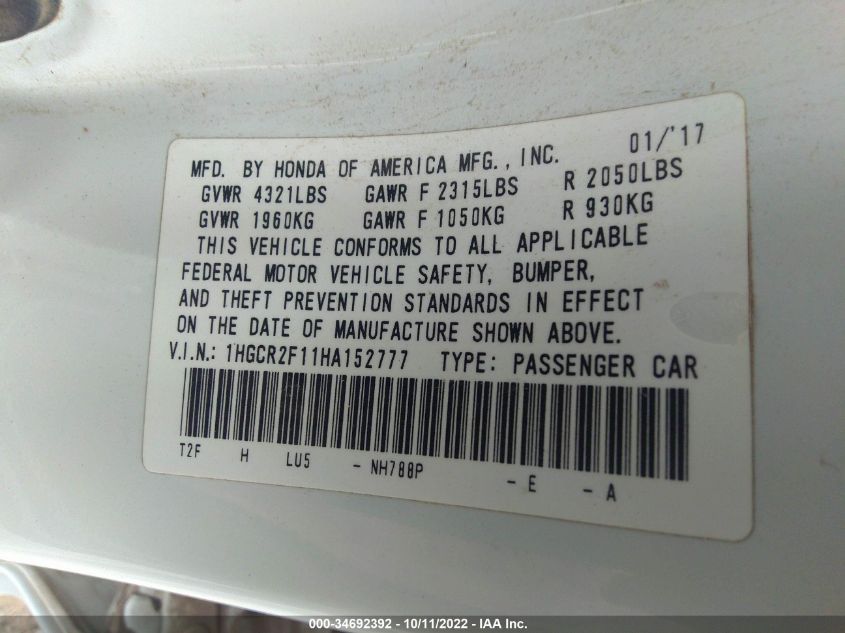 MFD. BY HONDA OF AMERICA MFG., INC. 01/'17
GVWR 4321LBS GAWR F 2315LBS R 2050LBS
GVWR 1960KG GAWR F 1050KG R 930KG
THIS VEHICLE CONFORMS TO ALL APPLICABLE
FEDERAL MOTOR VEHICLE SAFETY, BUMPER,
AND THEFT PREVENTION STANDARDS IN EFFECT
ON THE DATE OF MANUFACTURE SHOWN ABOVE.
V.I.N.: 1HGCR2F11HA152777 TYPE: PASSENGER CAR
T2F H LU5 - NH788P - E - A
000-34692392 - 10/11/2022 - IAA Inc.